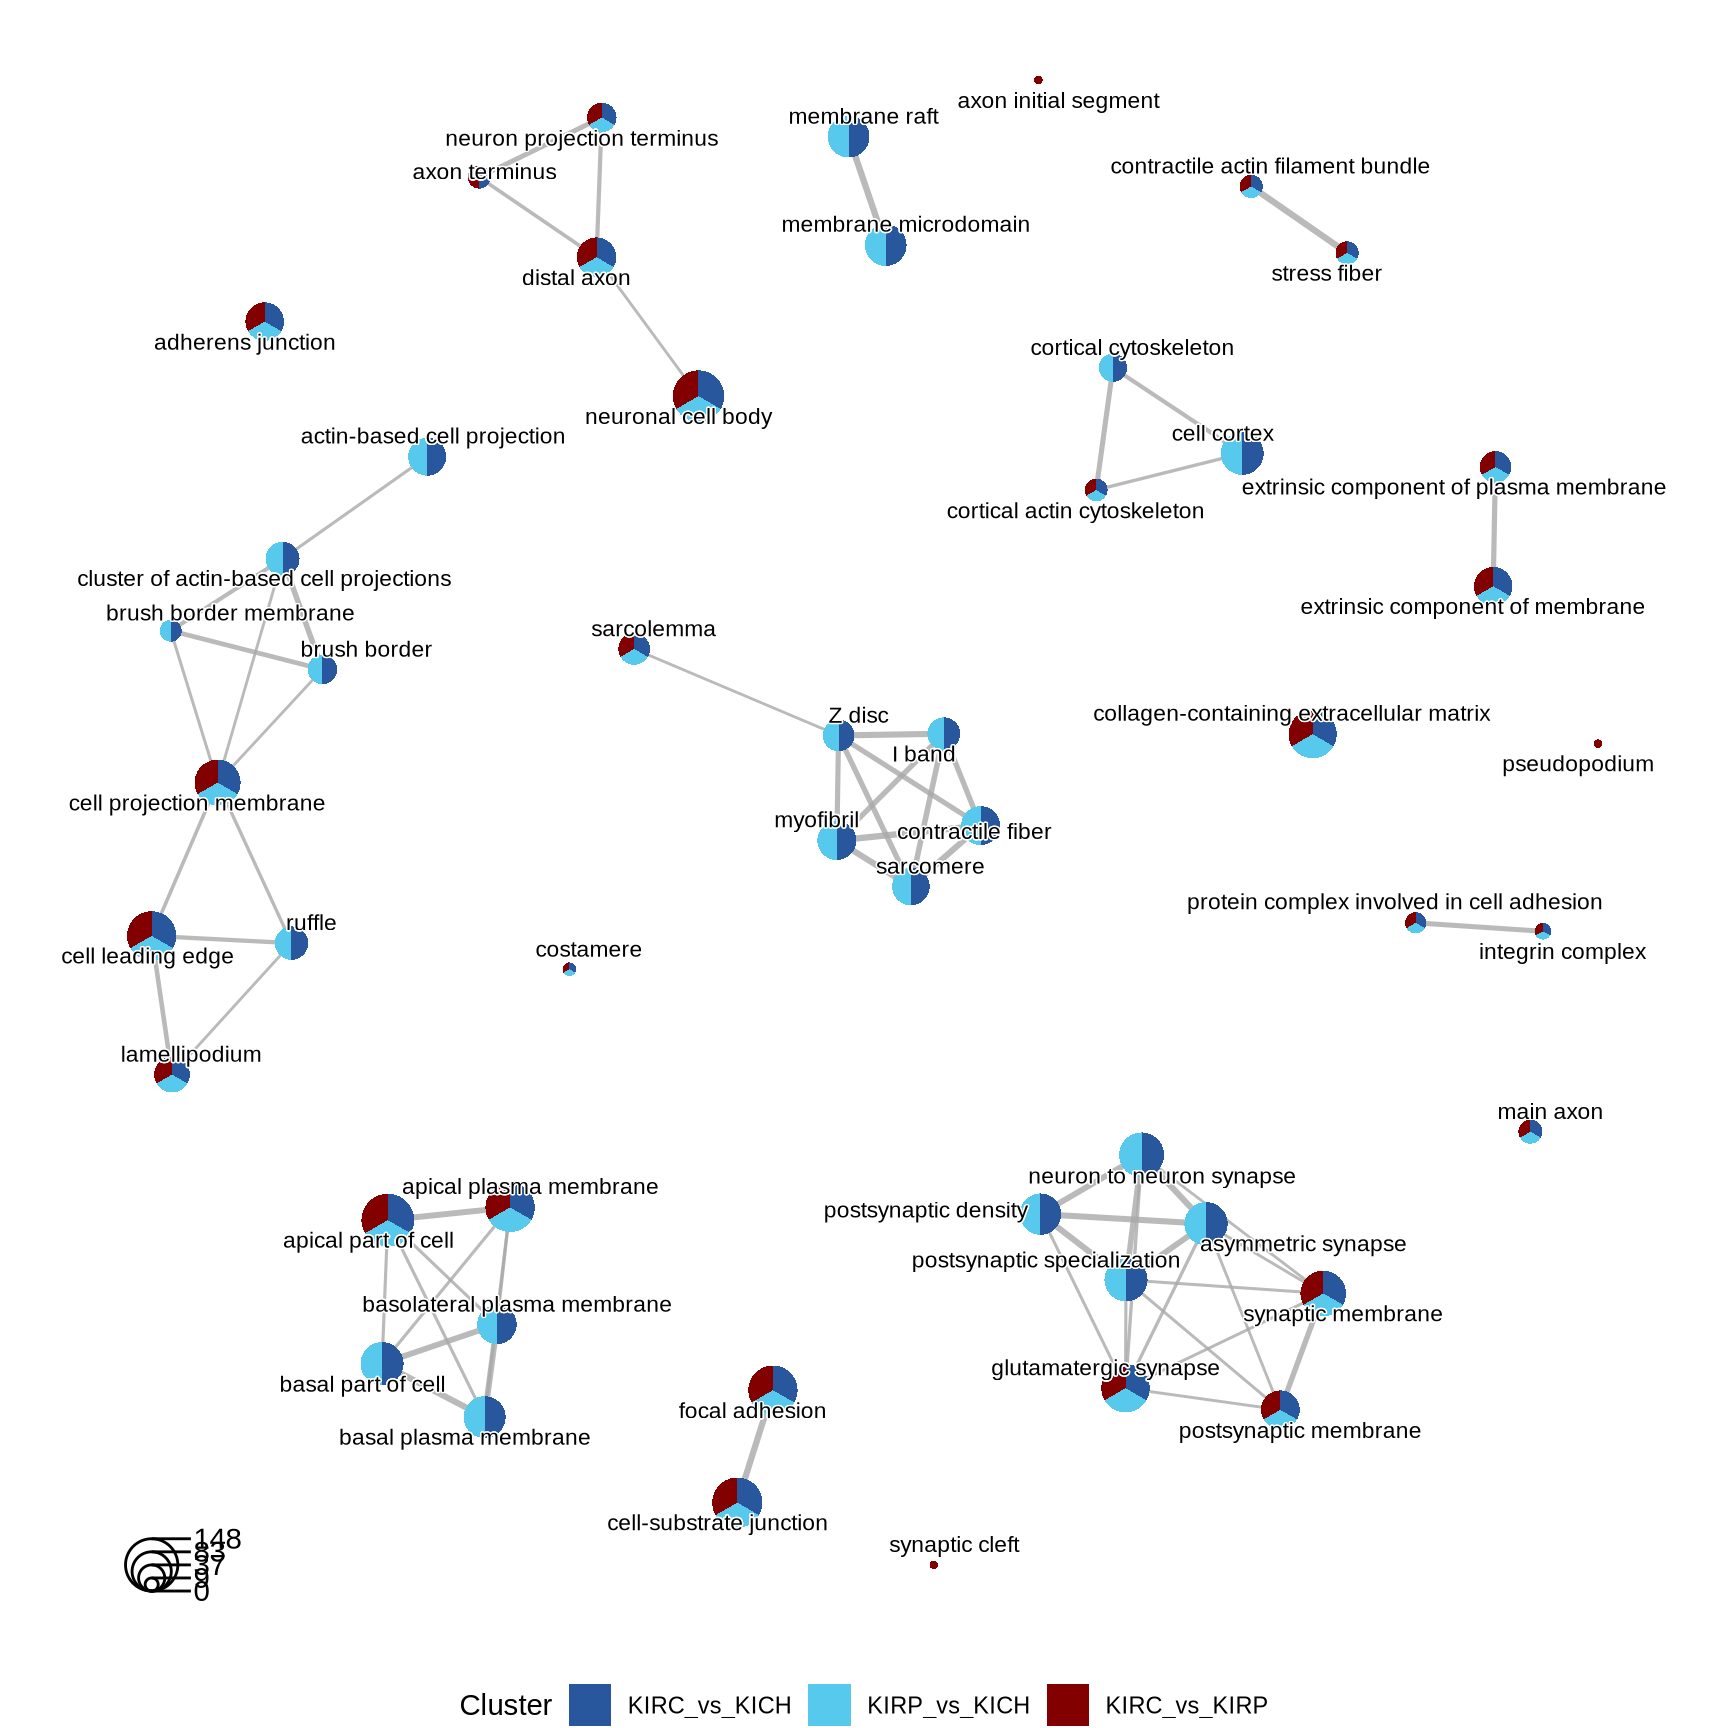 axon initial segment
membrane raft
neuron projection terminus
contractile actin filament bundle
axon terminus
membrane microdomain
stress fiber
distal axon
adherens junction
cortical cytoskeleton
neuronal cell body
cell cortex
actin-based cell projection
extrinsic component of plasma membrane
cortical actin cytoskeleton
cluster of actin-based cell projections
extrinsic component of membrane
brush border membrane
sarcolemma
brush border
collagen-containing extracellular matrix
Z disc
I band
pseudopodium
cell projection membrane
myofibril
contractile fiber
sarcomere
protein complex involved in cell adhesion
ruffle
costamere
integrin complex
cell leading edge
lamellipodium
main axon
neuron to neuron synapse
apical plasma membrane
postsynaptic density
apical part of cell
asymmetric synapse
postsynaptic specialization
basolateral plasma membrane
synaptic membrane
glutamatergic synapse
basal part of cell
focal adhesion
postsynaptic membrane
basal plasma membrane
cell-substrate junction
synaptic cleft
148
83
37
9
0
Cluster KIRC_vs_KICH KIRP_vs_KICH KIRC_vs_KIRP